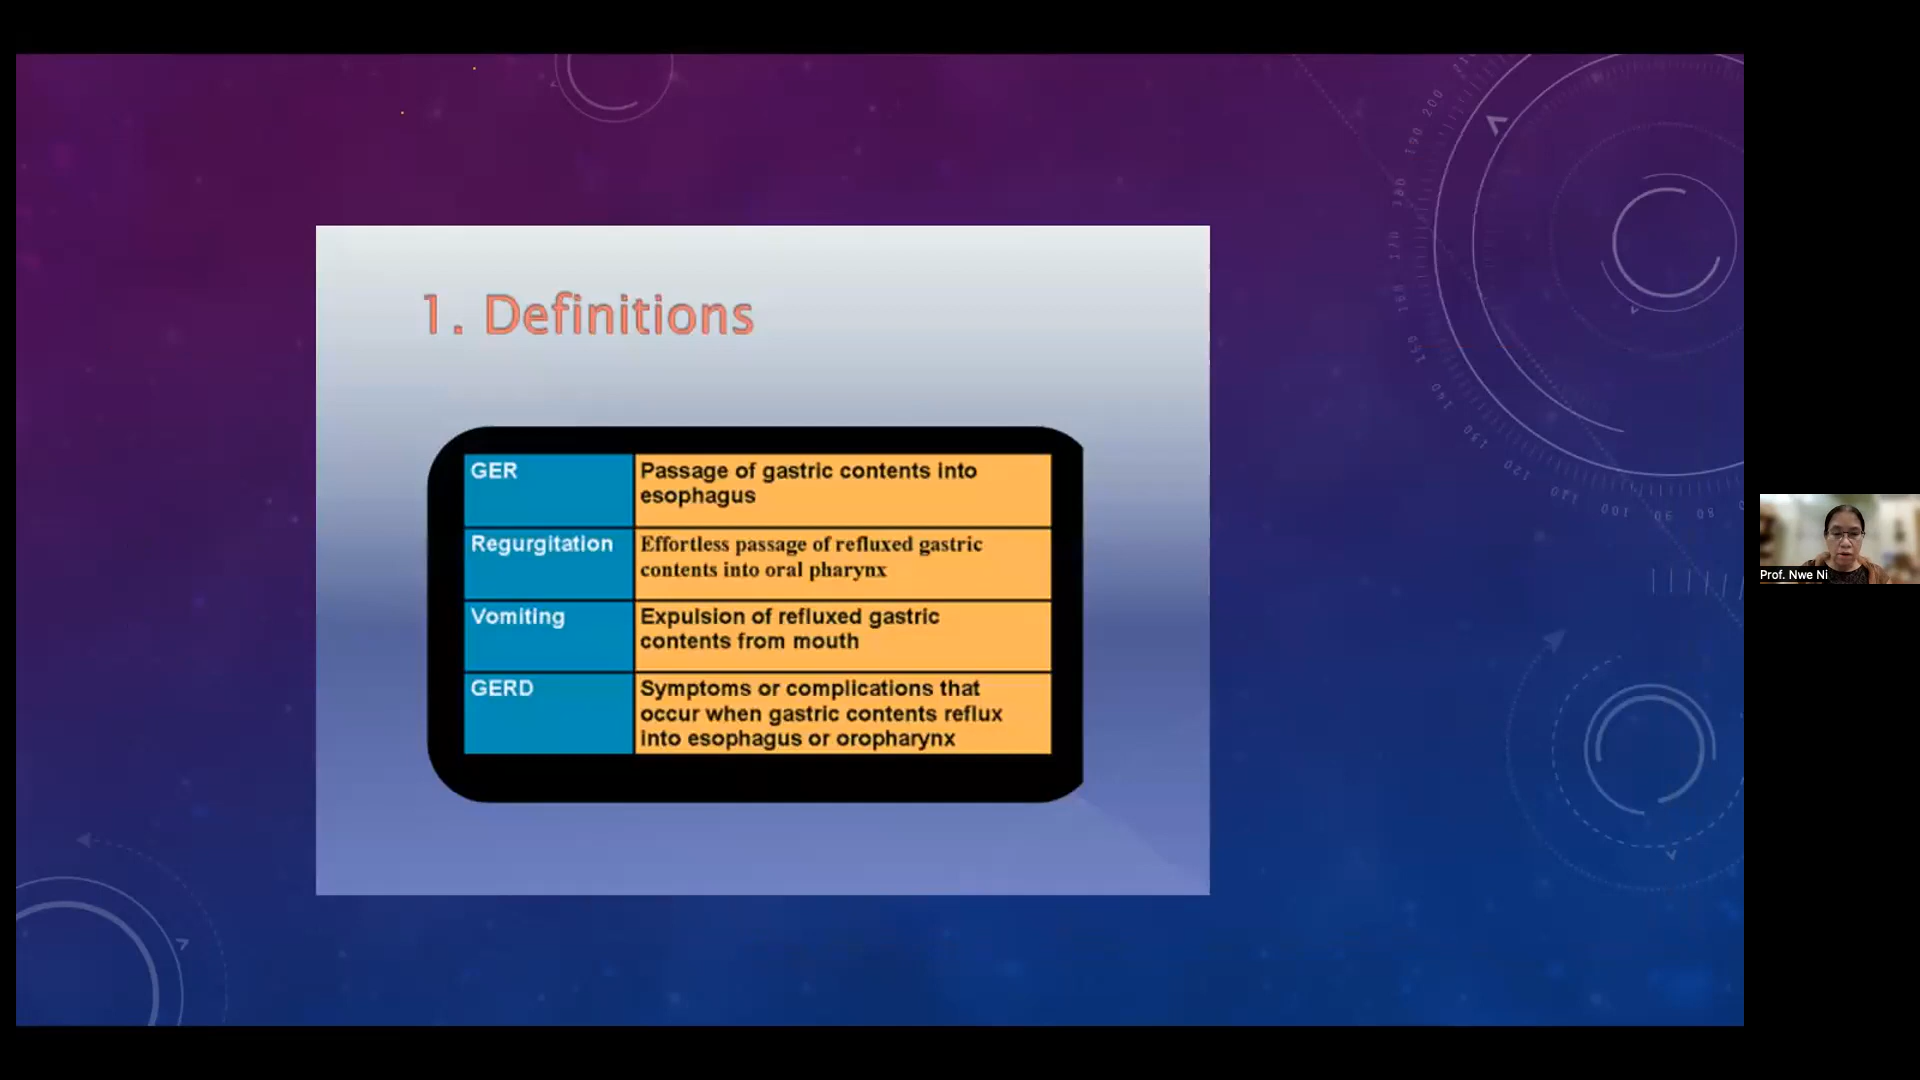 1. Definitions
GER
Passage of gastric contents into
esophagus
Regurgitation
Effortless passage of refluxed gastric
contents into oral pharynx
Vomiting
Expulsion of refluxed gastric
contents from mouth
GERD
Symptoms or complications that
occur when gastric contents reflux
into esophagus or oropharynx
Prof. Nwe Ni